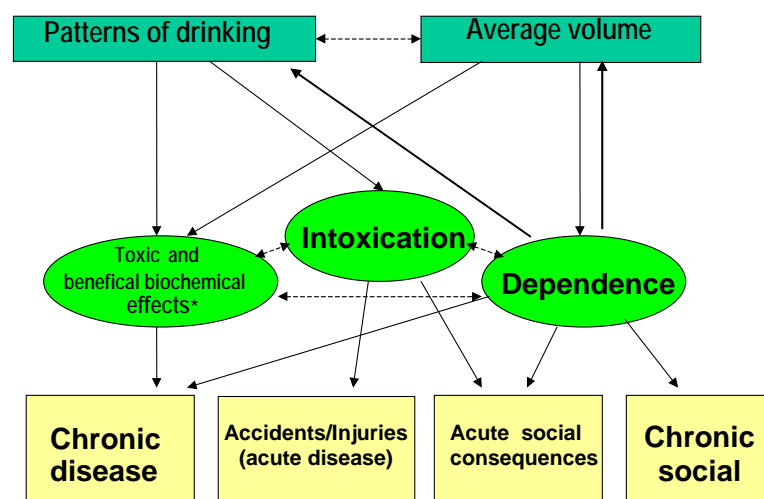 Patterns of drinking
Average volume
Intoxication
Toxic and
benefical biochemical
effects*
Dependence
Chronic
disease
Accidents/Injuries
(acute disease)
Acute social
consequences
Chronic
social